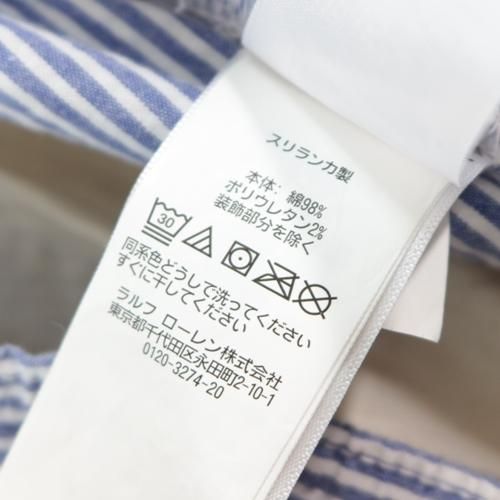 スリランカ製
本体: 綿98%
ポリウレタン2%
装飾部分を除く
30
同系色どうしで洗ってください
すぐに干してください
ラルフ ローレン株式会社
東京都千代田区永田町2-10-1
0120-3274-20